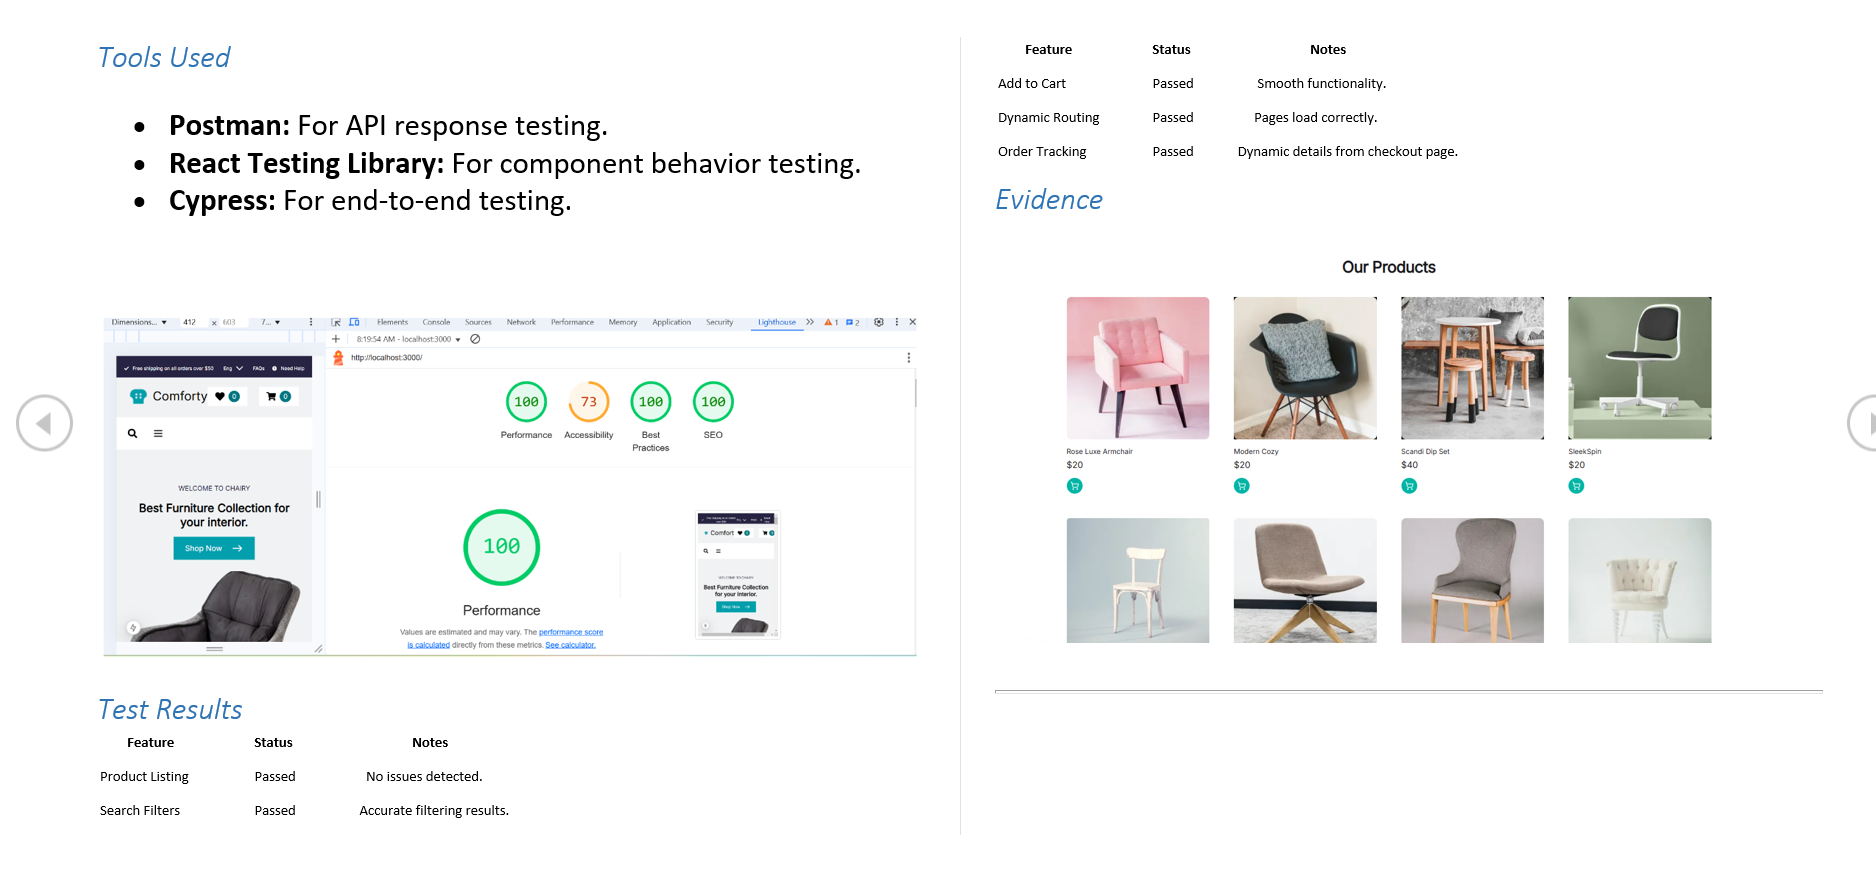 Tools Used
• Postman: For API response testing.
• React Testing Library: For component behavior testing.
• Cypress: For end-to-end testing.
Dimensions... 412 x 603 7...
Elements Console Sources Network Performance Memory Application Security Lighthouse 1 2
8:19:54 AM - localhost:3000
http://localhost:3000/
Free shipping on all orders over $50 Eng FAQs Need Help
Comforty 0 0
WELCOME TO CHAIRY
Best Furniture Collection for
your interior.
Shop Now
100 73 100 100
Performance Accessibility Best Practices SEO
100
Performance
Values are estimated and may vary. The performance score
is calculated directly from these metrics. See calculator.
Comfort
WELCOME TO CHAIRY
Best Furniture Collection
for your interior.
Shop Now
Test Results
Feature Status Notes
Product Listing Passed No issues detected.
Search Filters Passed Accurate filtering results.
Feature Status Notes
Add to Cart Passed Smooth functionality.
Dynamic Routing Passed Pages load correctly.
Order Tracking Passed Dynamic details from checkout page.
Evidence
Our Products
Rose Luxe Armchair Modern Cozy Scandi Dip Set SleekSpin
$20 $20 $40 $20